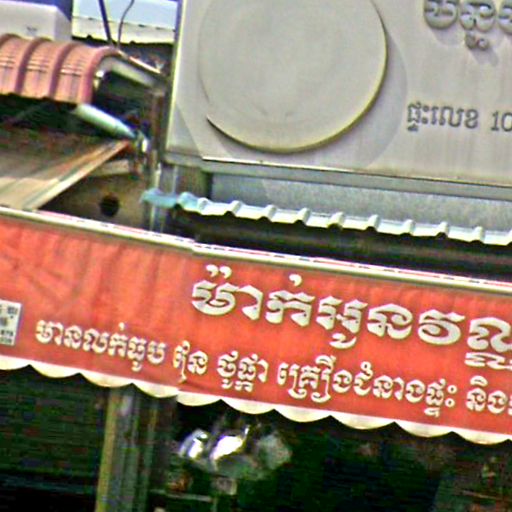 ផ្ទះលេខ 10
ម៉ាក់អូនវណ្ណ
មានលក់ធូប ទៀន ថូផ្កា គ្រឿងជំនាងផ្ទះ និង